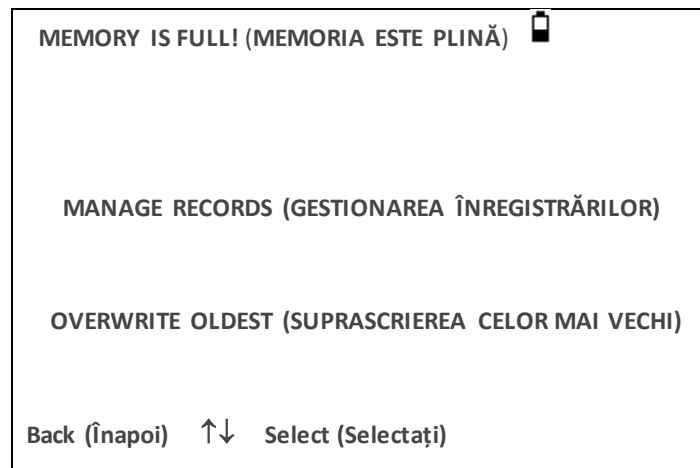 MEMORY IS FULL! (MEMORIA ESTE PLINĂ)
MANAGE RECORDS (GESTIONAREA ÎNREGISTRĂRILOR)
OVERWRITE OLDEST (SUPRASCRIEREA CELOR MAI VECHI)
Back (Înapoi) ↑↓ Select (Selectați)